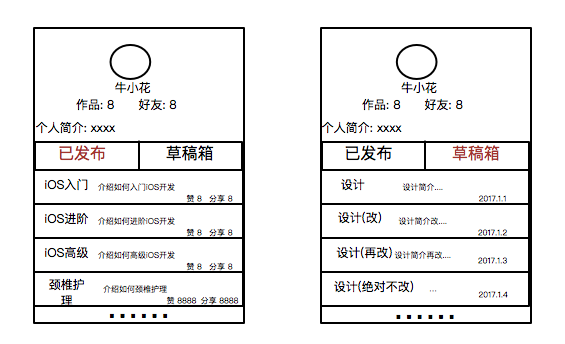 牛小花
作品: 8 好友: 8
个人简介: xxxx
已发布 草稿箱
iOS入门 介绍如何入门iOS开发
赞 8 分享 8
iOS进阶 介绍如何进阶iOS开发
赞 8 分享 8
iOS高级 介绍如何高级iOS开发
赞 8 分享 8
颈椎护
理
介绍如何颈椎护理
赞 8888 分享 8888
......
牛小花
作品: 8 好友: 8
个人简介: xxxx
已发布 草稿箱
设计 设计简介....
2017.1.1
设计(改) 设计简介改....
2017.1.2
设计(再改) 设计简介再改....
2017.1.3
设计(绝对不改) ...
2017.1.4
......